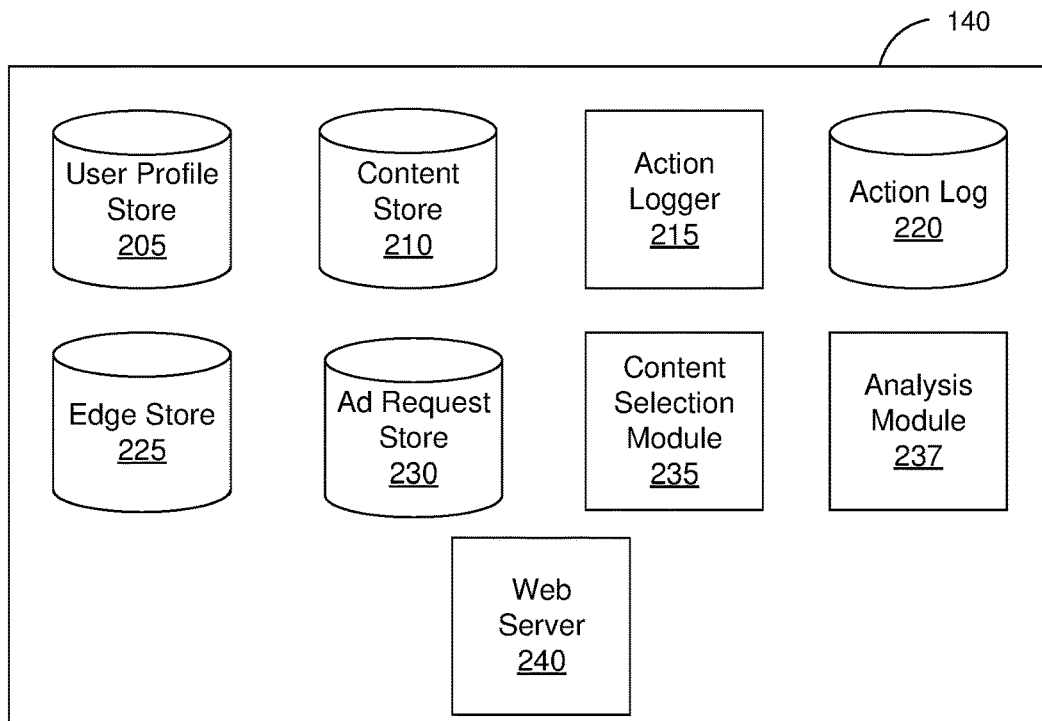 140
User Profile
Store
205
Content
Store
210
Action
Logger
215
Action Log
220
Edge Store
225
Ad Request
Store
230
Content
Selection
Module
235
Analysis
Module
237
Web
Server
240